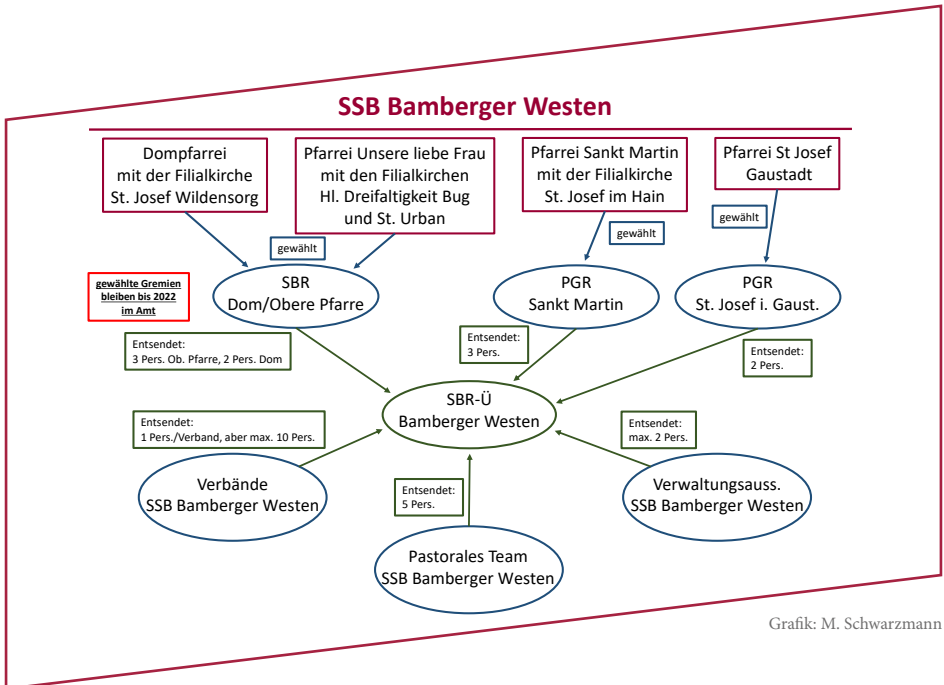 SSB Bamberger Westen
Dompfarrei
mit der Filialkirche
St. Josef Wildensorg
Pfarrei Unsere liebe Frau
mit den Filialkirchen
Hl. Dreifaltigkeit Bug
und St. Urban
Pfarrei Sankt Martin
mit der Filialkirche
St. Josef im Hain
Pfarrei St Josef
Gaustadt
gewählt
gewählt
gewählt
gewählte Gremien
bleiben bis 2022
im Amt
SBR
Dom/Obere Pfarre
PGR
Sankt Martin
PGR
St. Josef i. Gaust.
Entsendet:
3 Pers. Ob. Pfarre, 2 Pers. Dom
Entsendet:
3 Pers.
Entsendet:
2 Pers.
SBR-Ü
Bamberger Westen
Entsendet:
1 Pers./Verband, aber max. 10 Pers.
Entsendet:
max. 2 Pers.
Verbände
SSB Bamberger Westen
Entsendet:
5 Pers.
Verwaltungsauss.
SSB Bamberger Westen
Pastorales Team
SSB Bamberger Westen
Grafik: M. Schwarzmann